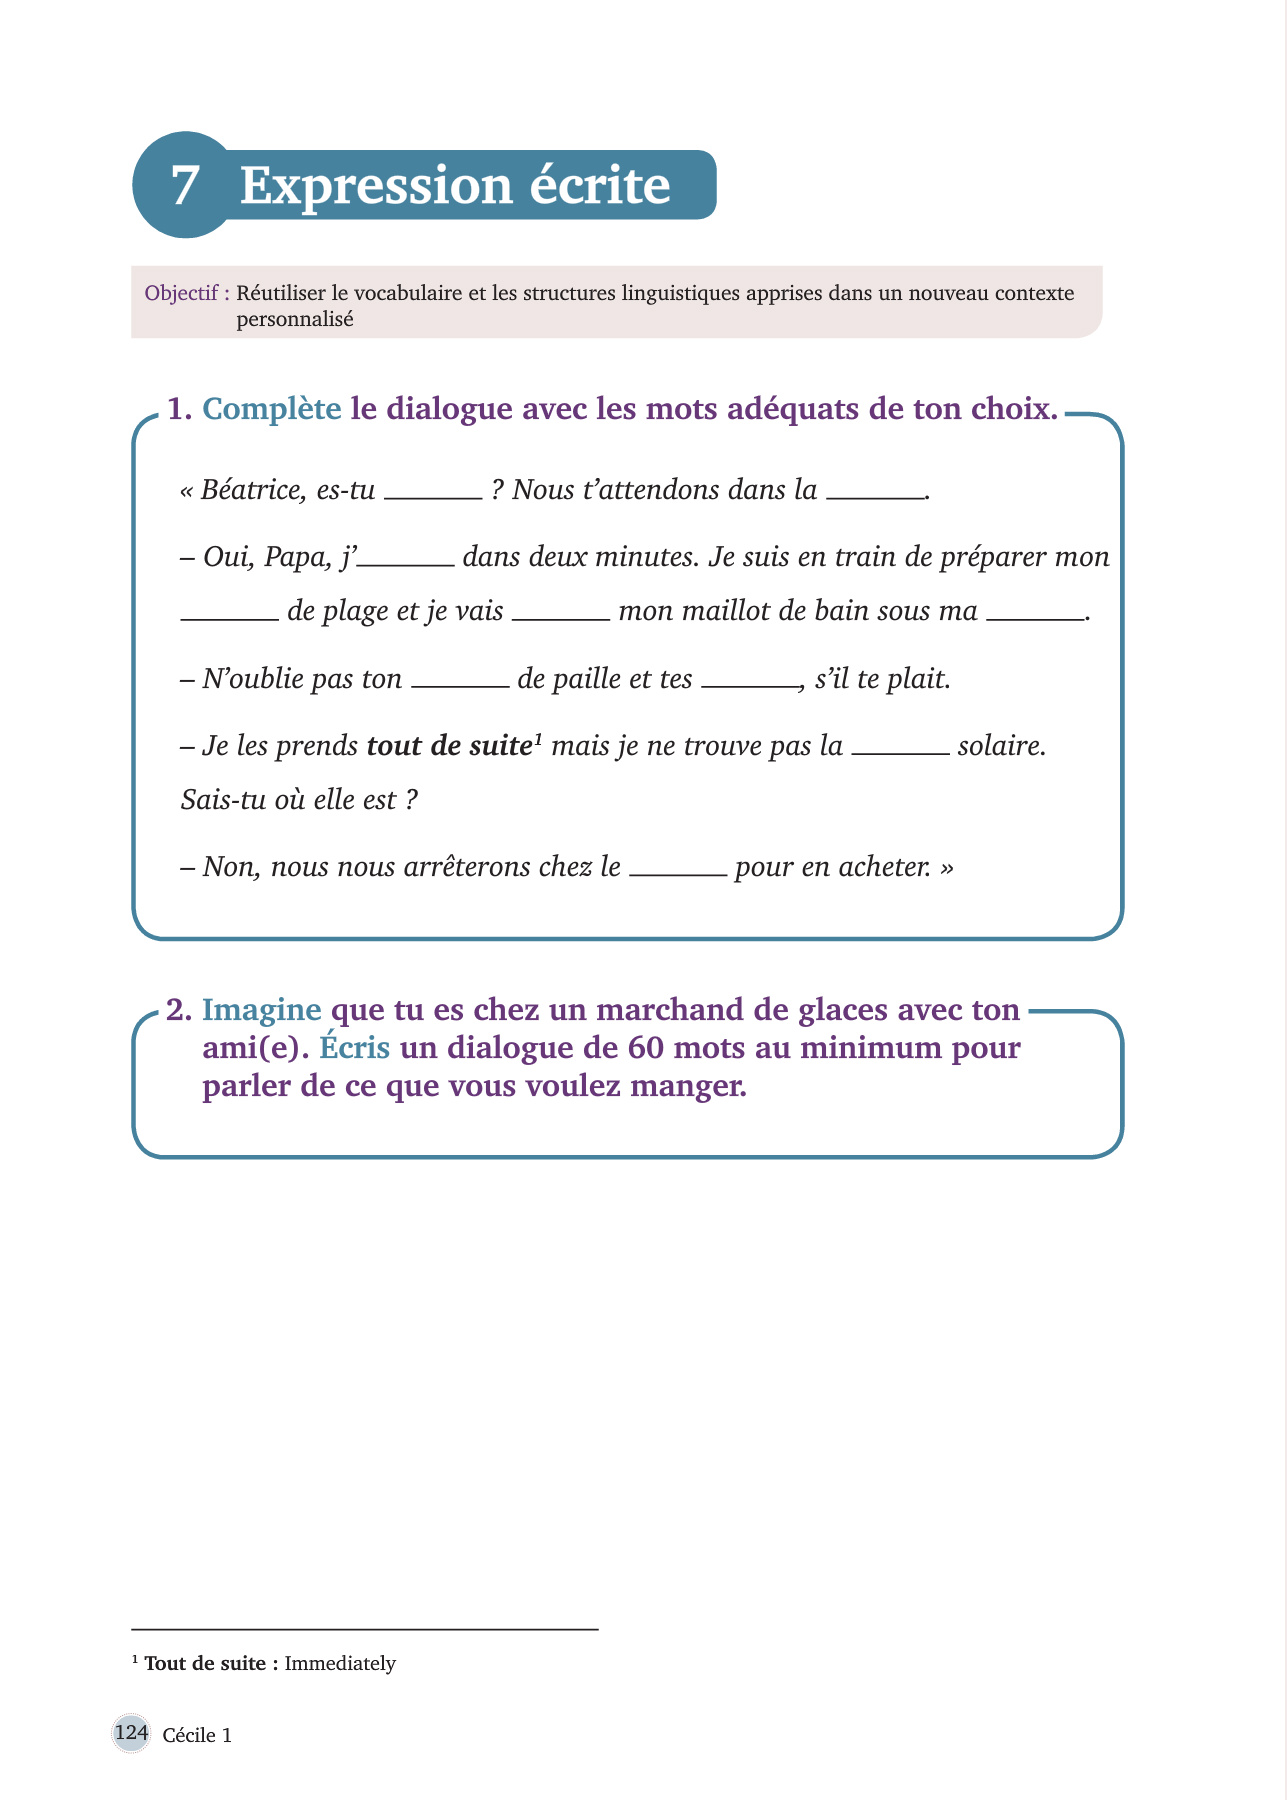 7 Expression écrite
Objectif : Réutiliser le vocabulaire et les structures linguistiques apprises dans un nouveau contexte
personnalisé
1. Complète le dialogue avec les mots adéquats de ton choix.
« Béatrice, es-tu _______ ? Nous t’attendons dans la _______.
– Oui, Papa, j’_______ dans deux minutes. Je suis en train de préparer mon
_______ de plage et je vais _______ mon maillot de bain sous ma _______.
– N’oublie pas ton _______ de paille et tes _______, s’il te plait.
– Je les prends tout de suite¹ mais je ne trouve pas la _______ solaire.
Sais-tu où elle est ?
– Non, nous nous arrêterons chez le _______ pour en acheter. »
2. Imagine que tu es chez un marchand de glaces avec ton
ami(e). Écris un dialogue de 60 mots au minimum pour
parler de ce que vous voulez manger.
¹ Tout de suite : Immediately
124 Cécile 1